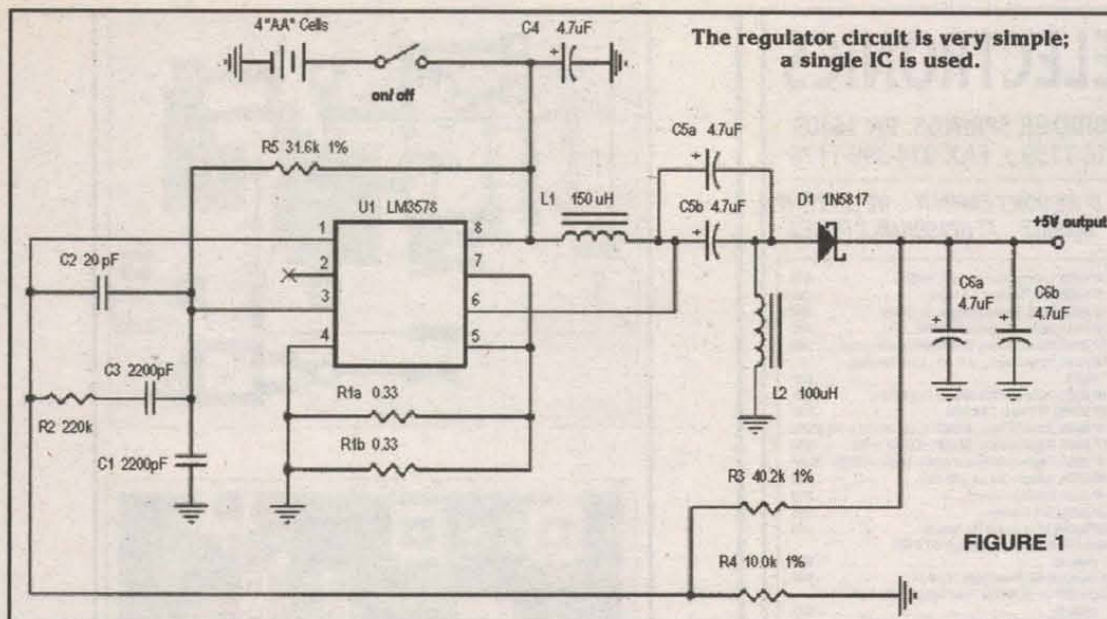 4 "AA" Cells
on/ off
C4 4.7uF
The regulator circuit is very simple;
a single IC is used.
R5 31.6k 1%
U1 LM3578
L1 150 uH
C5a 4.7uF
C5b 4.7uF
D1 1N5817
+5V output
1
2
3
4
8
7
6
5
C2 20 pF
C3 2200pF
R2 220k
C1 2200pF
R1a 0.33
R1b 0.33
L2 100uH
C6a
4.7uF
C6b
4.7uF
R3 40.2k 1%
R4 10.0k 1%
FIGURE 1